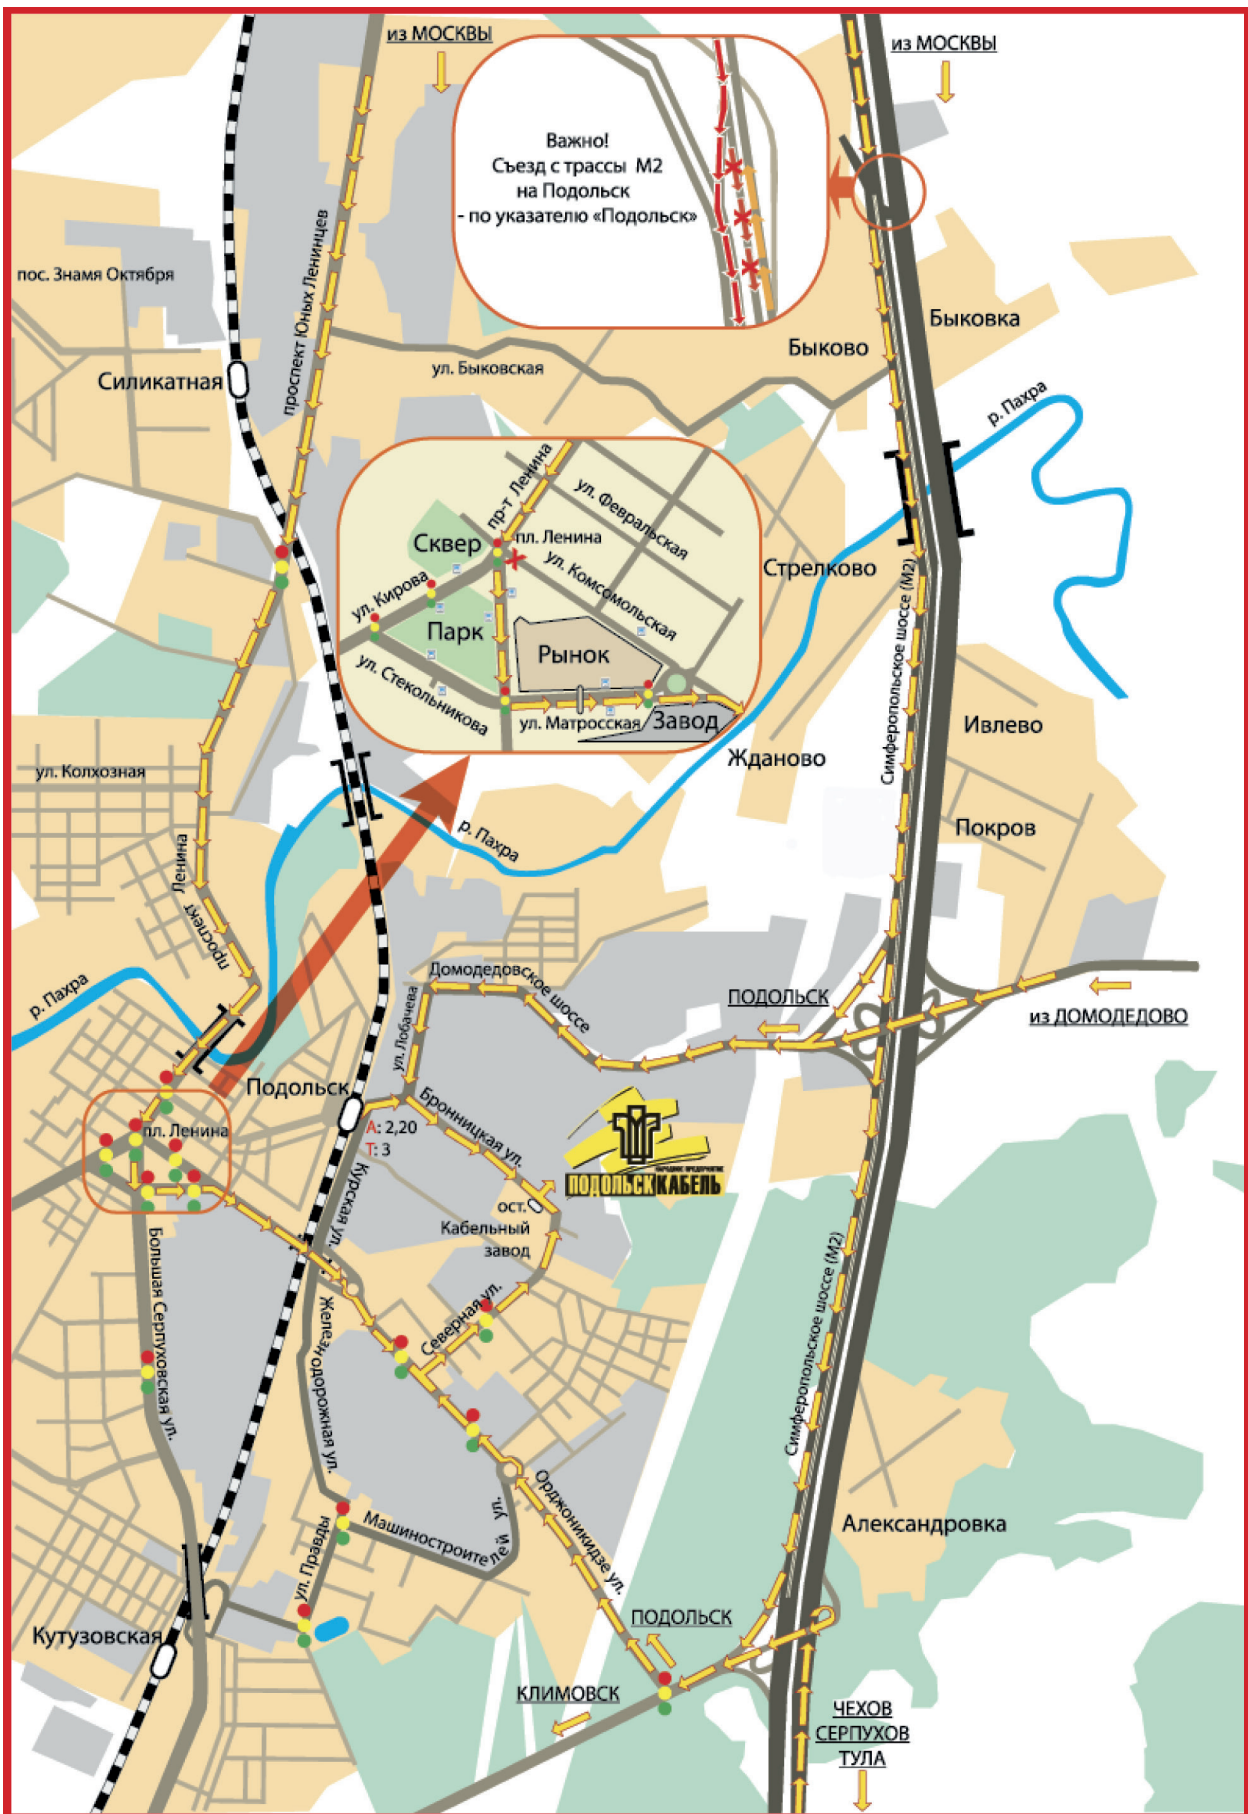 из МОСКВЫ
из МОСКВЫ
Важно!
Съезд с трассы М2
на Подольск
- по указателю «Подольск»
пос. Знамя Октября
проспект Юных Ленинцев
Быковка
Быково
ул. Быковская
Силикатная
р. Пахра
пр-т Ленина
ул. Февральская
Сквер
пл. Ленина
ул. Комсомольская
ул. Кирова
Парк
Рынок
ул. Стекольникова
ул. Матросская
Завод
Стрелково
Симферопольское шоссе (М2)
Ивлево
Жданово
ул. Колхозная
Покров
р. Пахра
проспект Ленина
р. Пахра
Домодедовское шоссе
ПОДОЛЬСК
из ДОМОДЕДОВО
ул. Лобачева
Подольск
Бронницкая ул.
А: 2,20
Т: 3
пл. Ленина
НАРОДНОЕ ПРЕДПРИЯТИЕ
ПОДОЛЬСККАБЕЛЬ
Курская ул.
ост.
Кабельный
завод
Большая Серпуховская ул.
Симферопольское шоссе (М2)
Северная ул.
Железнодорожная ул.
Орджоникидзе ул.
Машиностроителей ул.
ул. Правды
Александровка
Кутузовская
ПОДОЛЬСК
КЛИМОВСК
ЧЕХОВ
СЕРПУХОВ
ТУЛА